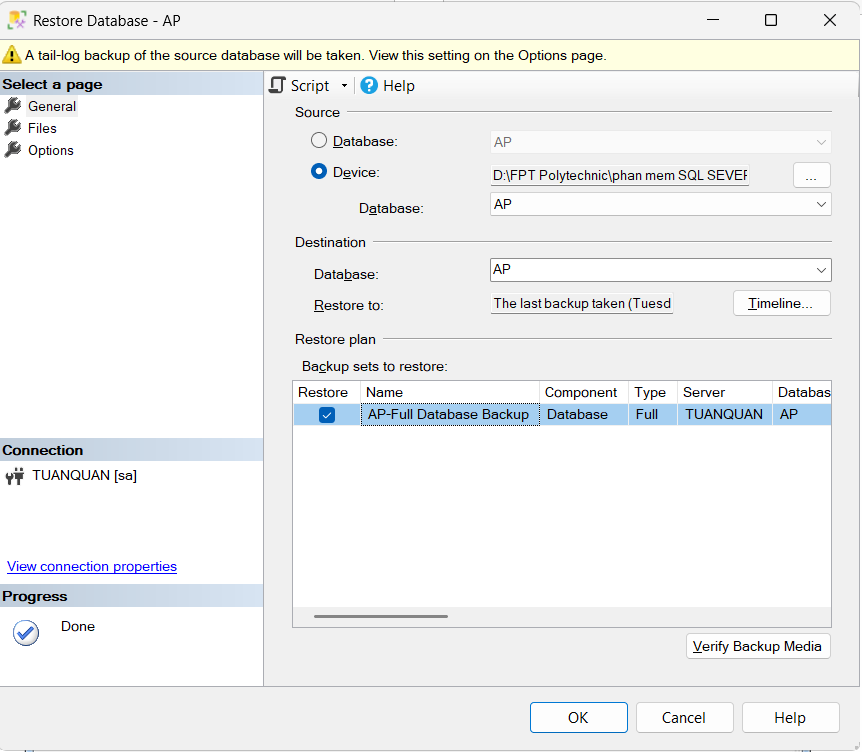 Restore Database - AP
A tail-log backup of the source database will be taken. View this setting on the Options page.
Select a page
General
Files
Options
Script
Help
Source
Database:
AP
Device:
D:\FPT Polytechnic\phan mem SQL SEVER
...
Database:
AP
Destination
Database:
AP
Restore to:
The last backup taken (Tuesd
Timeline...
Restore plan
Backup sets to restore:
Restore Name Component Type Server Databas
AP-Full Database Backup Database Full TUANQUAN AP
Connection
TUANQUAN [sa]
View connection properties
Progress
Done
Verify Backup Media
OK
Cancel
Help